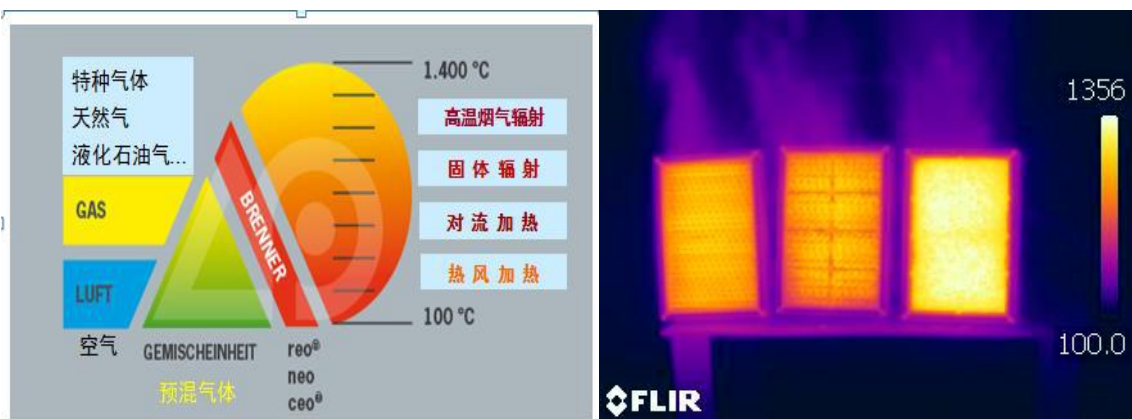 特种气体
天然气
液化石油气...
GAS
LUFT
空气
GEMISCHEINHEIT
预混气体
BRENNER
reo®
neo
ceo®
1.400 °C
高温烟气辐射
固体辐射
对流加热
热风加热
100 °C
1356
100.0
FLIR